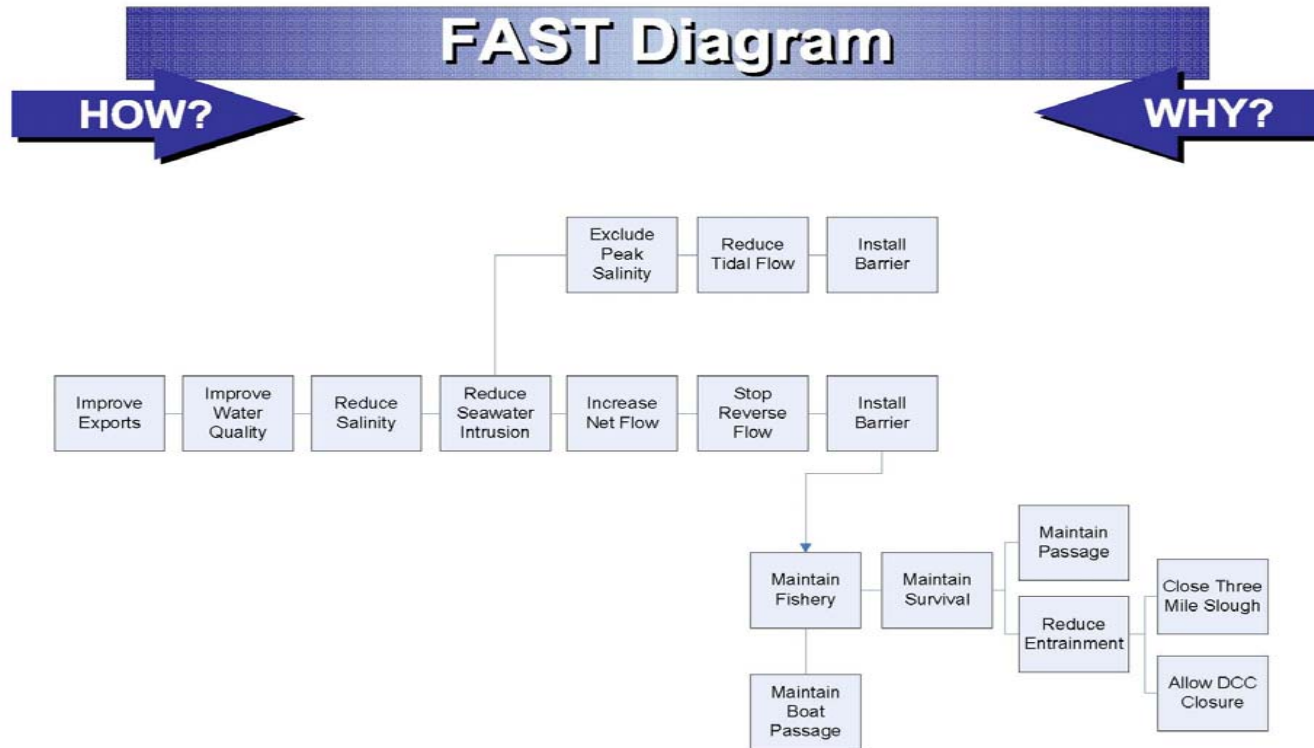 FAST Diagram
HOW?
WHY?
Exclude
Peak
Salinity
Reduce
Tidal Flow
Install
Barrier
Improve
Exports
Improve
Water
Quality
Reduce
Salinity
Reduce
Seawater
Intrusion
Increase
Net Flow
Stop
Reverse
Flow
Install
Barrier
Maintain
Fishery
Maintain
Survival
Maintain
Passage
Reduce
Entrainment
Close Three
Mile Slough
Allow DCC
Closure
Maintain
Boat
Passage